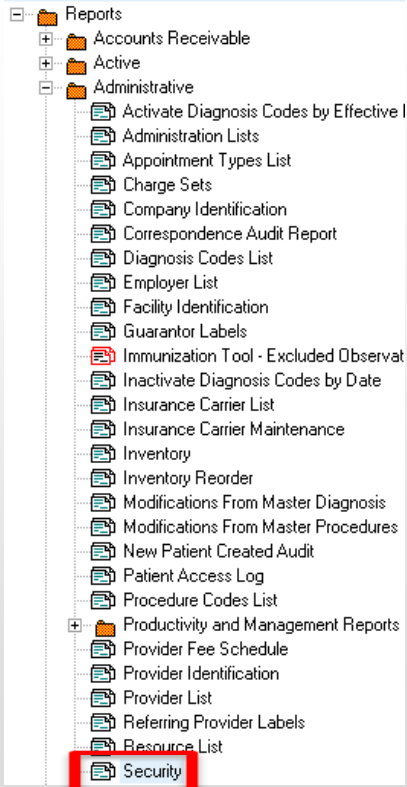 Reports
Accounts Receivable
Active
Administrative
Activate Diagnosis Codes by Effective
Administration Lists
Appointment Types List
Charge Sets
Company Identification
Correspondence Audit Report
Diagnosis Codes List
Employer List
Facility Identification
Guarantor Labels
Immunization Tool - Excluded Observat
Inactivate Diagnosis Codes by Date
Insurance Carrier List
Insurance Carrier Maintenance
Inventory
Inventory Reorder
Modifications From Master Diagnosis
Modifications From Master Procedures
New Patient Created Audit
Patient Access Log
Procedure Codes List
Productivity and Management Reports
Provider Fee Schedule
Provider Identification
Provider List
Referring Provider Labels
Resource List
Security